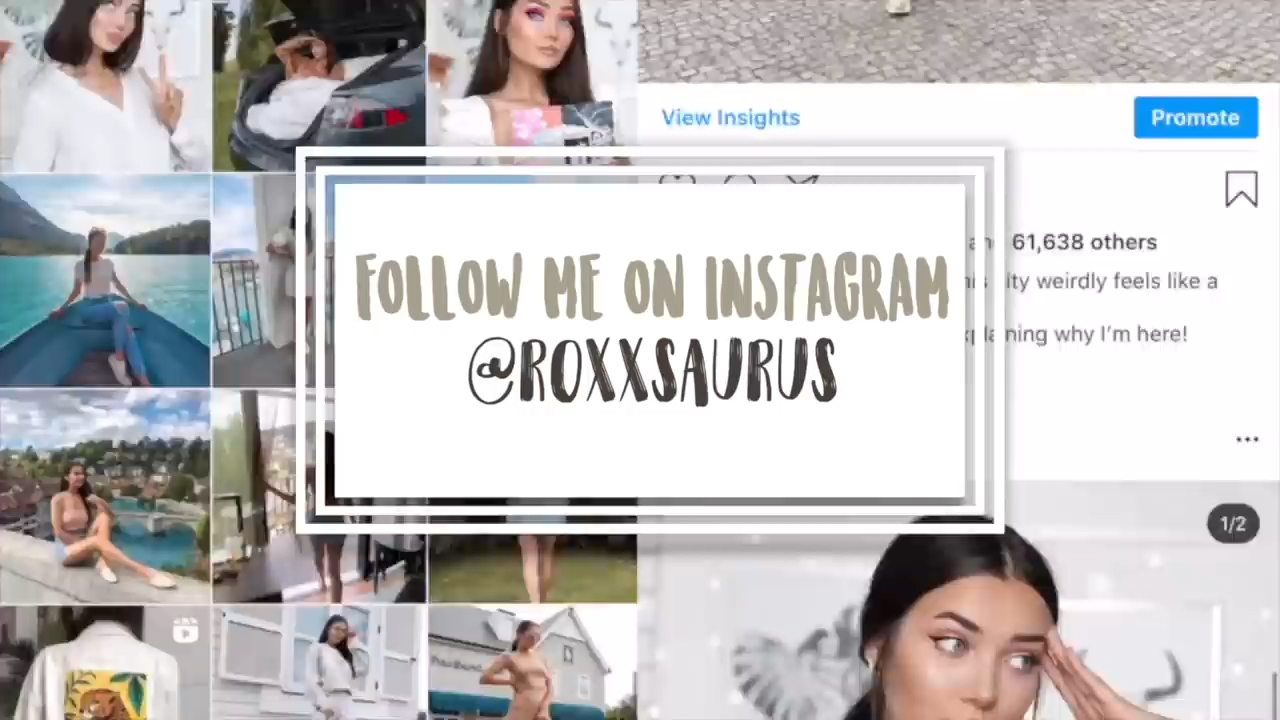 View Insights
Promote
61,638 others
ity weirdly feels like a
FOLLOW ME ON INSTAGRAM
why I'm here!
@ROXXSAURUS
1/2